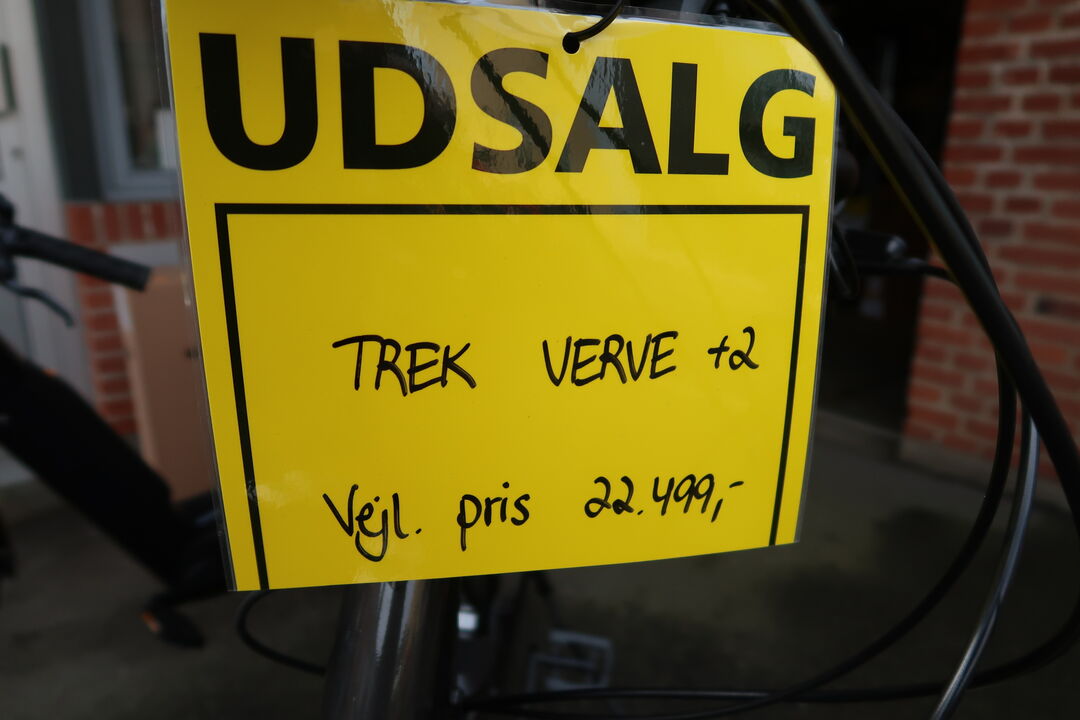 UDSALG
TREK VERVE +2
Vejl. pris 22.499,-